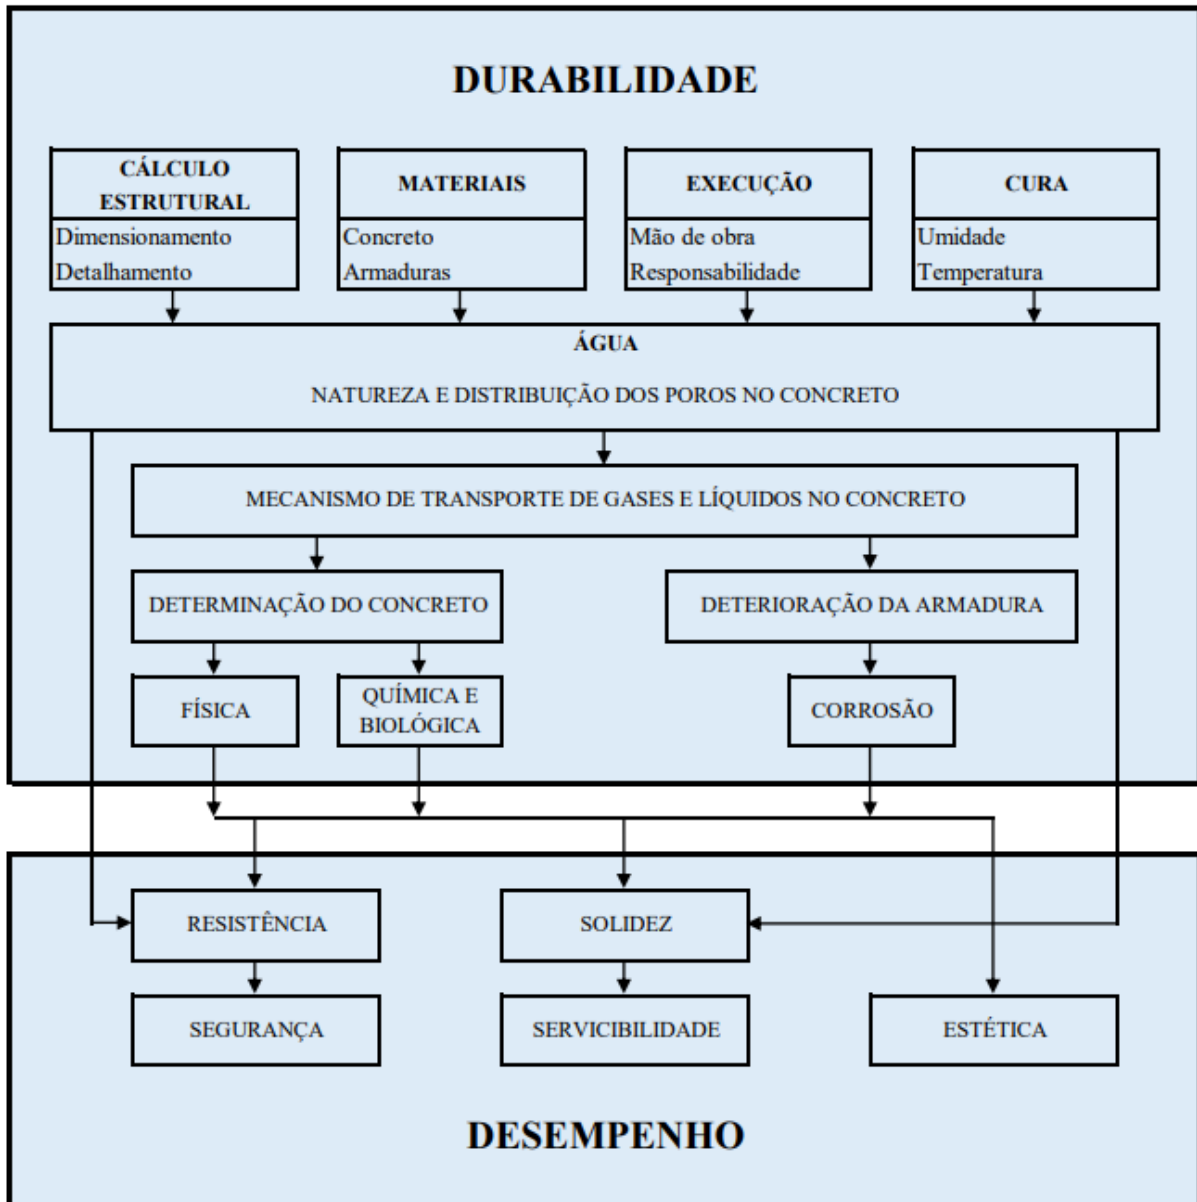 DURABILIDADE
CÁLCULO
ESTRUTURAL
Dimensionamento
Detalhamento
MATERIAIS
Concreto
Armaduras
EXECUÇÃO
Mão de obra
Responsabilidade
CURA
Umidade
Temperatura
ÁGUA
NATUREZA E DISTRIBUIÇÃO DOS POROS NO CONCRETO
MECANISMO DE TRANSPORTE DE GASES E LÍQUIDOS NO CONCRETO
DETERMINAÇÃO DO CONCRETO
DETERIORAÇÃO DA ARMADURA
FÍSICA
QUÍMICA E
BIOLÓGICA
CORROSÃO
RESISTÊNCIA
SOLIDEZ
SEGURANÇA
SERVICIBILIDADE
ESTÉTICA
DESEMPENHO